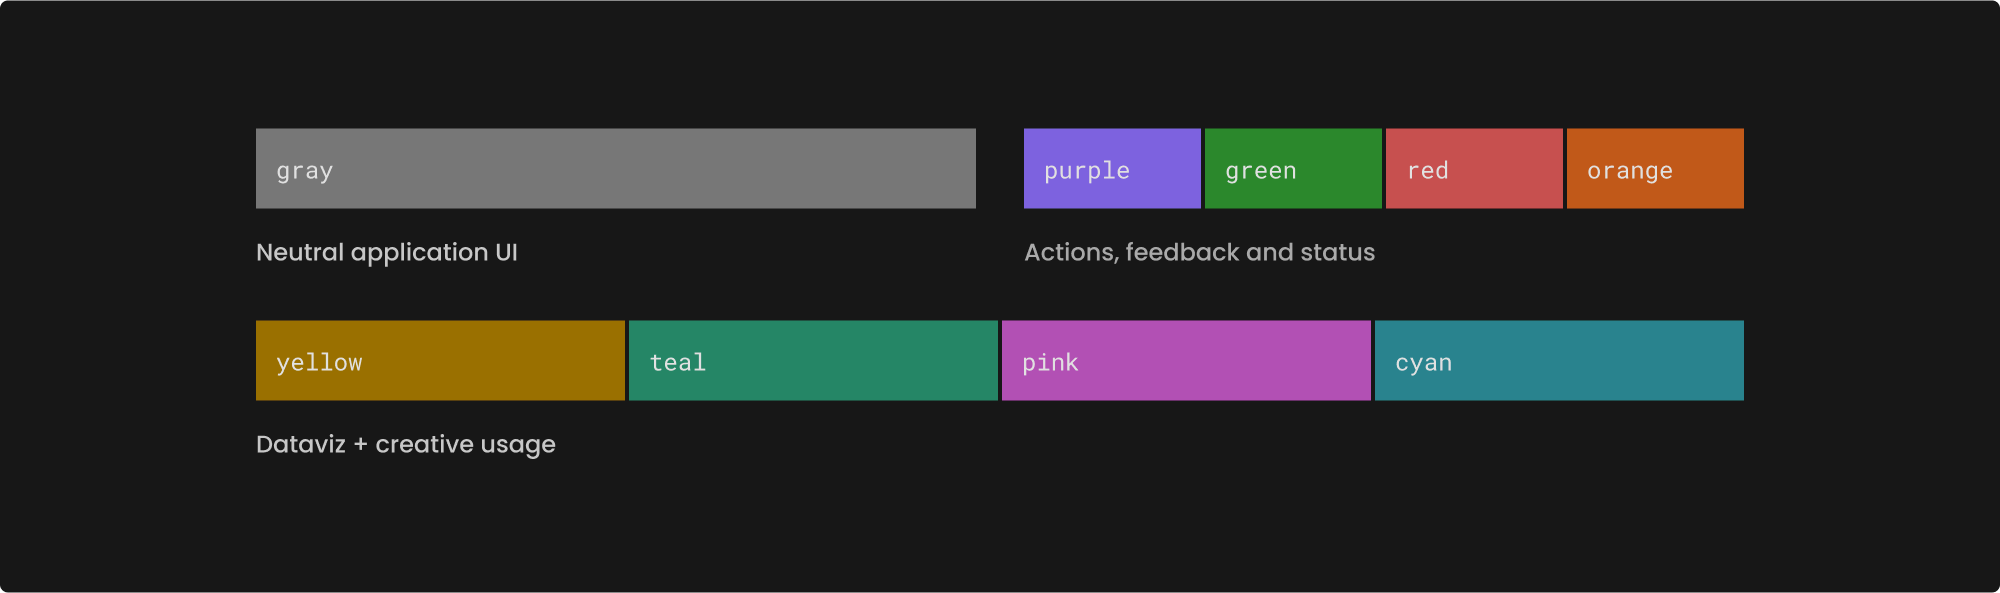 gray
purple
green
red
orange
Neutral application UI
Actions, feedback and status
yellow
teal
pink
cyan
Dataviz + creative usage